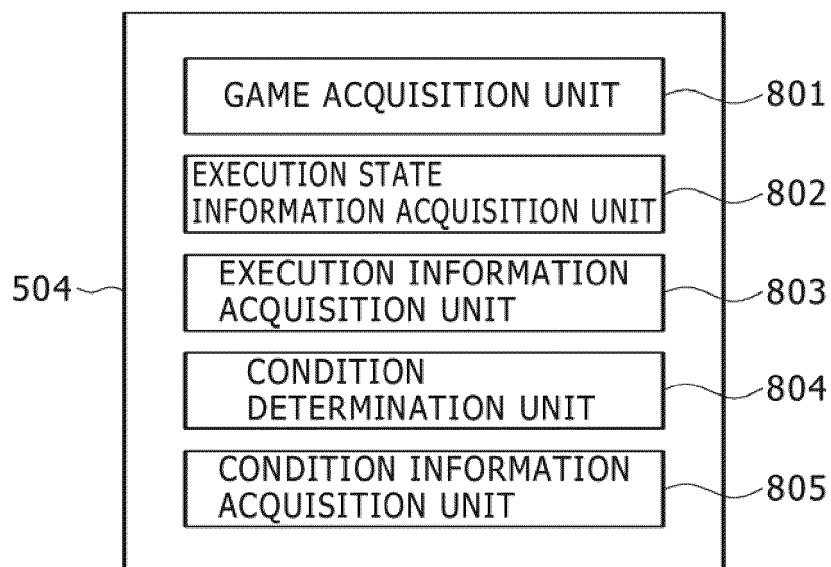 GAME ACQUISITION UNIT
801
EXECUTION STATE
INFORMATION ACQUISITION UNIT
802
504
EXECUTION INFORMATION
ACQUISITION UNIT
803
CONDITION
DETERMINATION UNIT
804
CONDITION INFORMATION
ACQUISITION UNIT
805